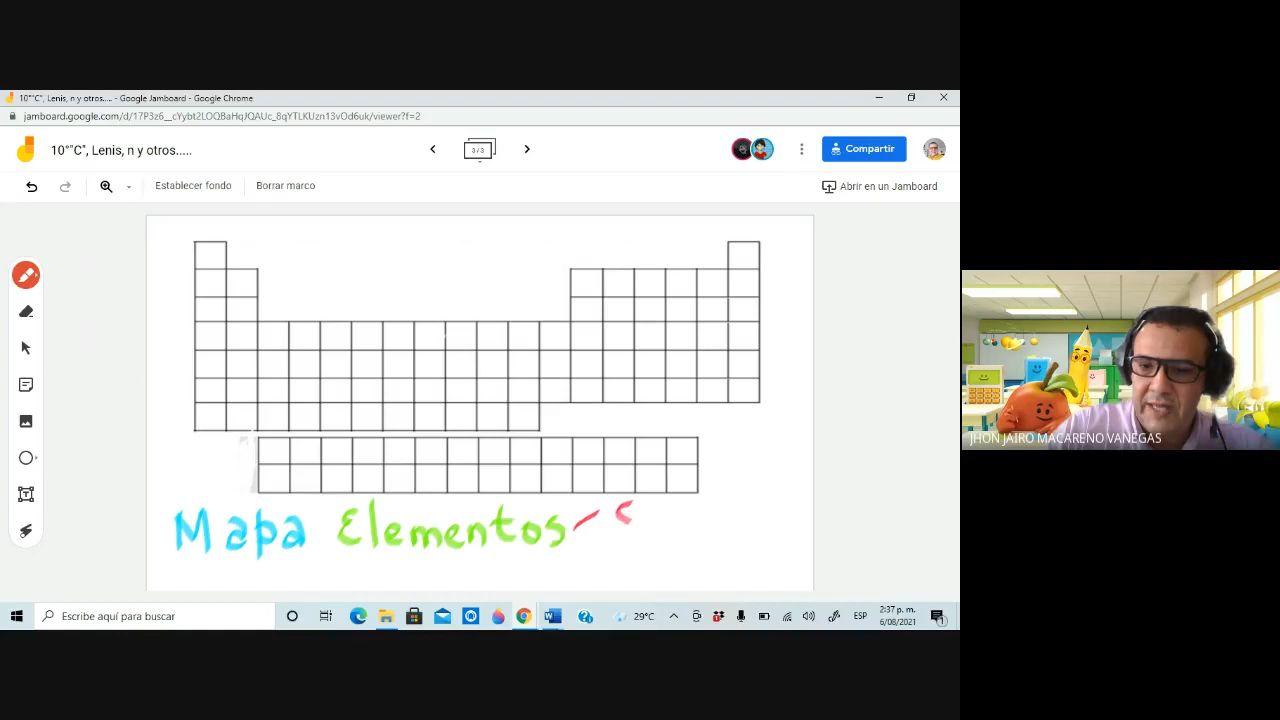 10°"C", Lenis, n y otros..... - Google Jamboard - Google Chrome
jamboard.google.com/d/17P3z6__cYybt2LOQBaHqJQAUc_8qYTLKUzn13vOd6uk/viewer?f=2
10°"C", Lenis, n y otros.....
3 / 3
Compartir
Establecer fondo
Borrar marco
Abrir en un Jamboard
Mapa Elementos -
JHON JAIRO MACARENO VANEGAS
Escribe aquí para buscar
29°C
ESP
2:37 p. m.
6/08/2021
1